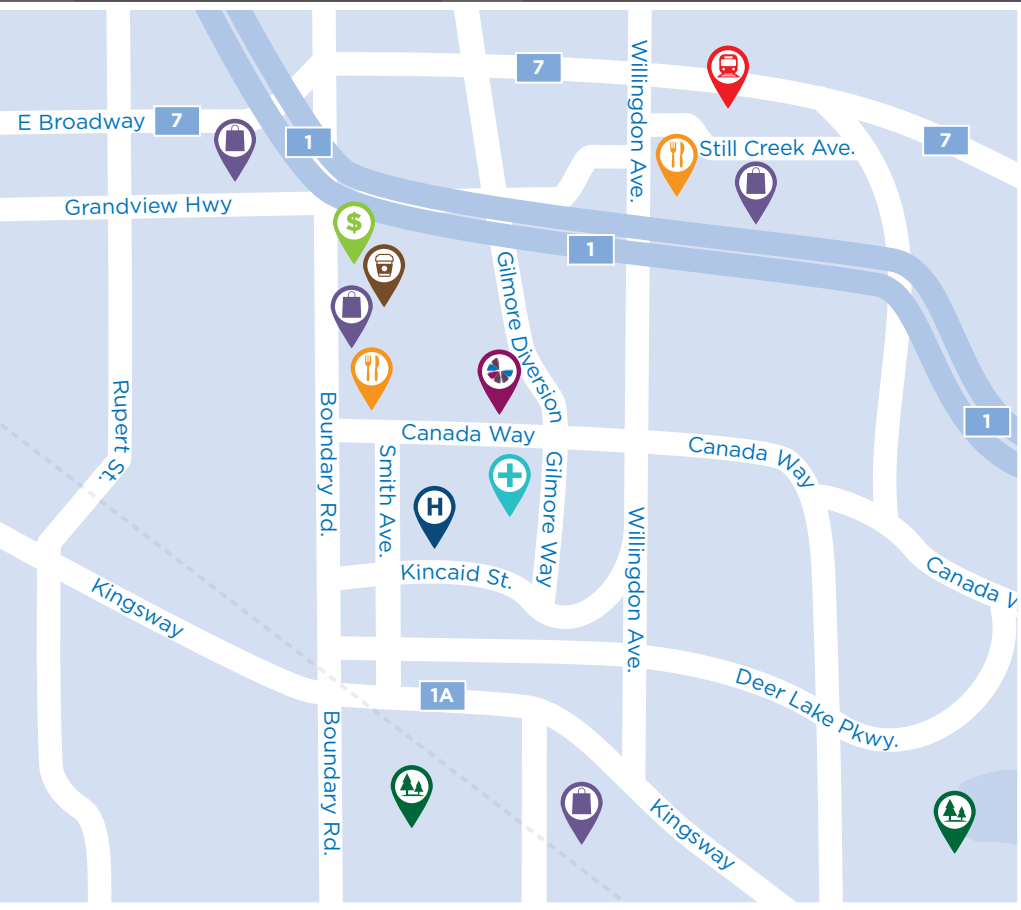 7
E Broadway
7
1
7
Willingdon Ave.
Still Creek Ave.
Grandview Hwy
$
1
Gilmore Diversion
Rupert St.
Boundary Rd.
1
Canada Way
Canada Way
Smith Ave.
Gilmore Way
H
Willingdon Ave.
Kincaid St.
Canada W
Kingsway
1A
Deer Lake Pkwy.
Boundary Rd.
Kingsway